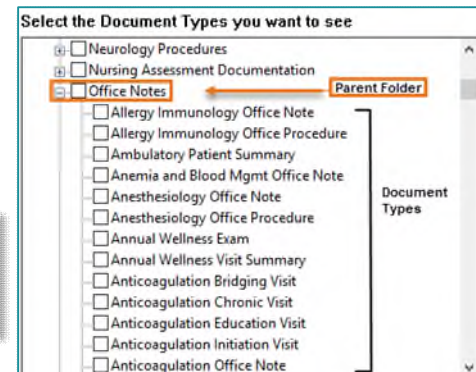 Select the Document Types you want to see
Neurology Procedures
Nursing Assessment Documentation
Office Notes
Parent Folder
Allergy Immunology Office Note
Allergy Immunology Office Procedure
Ambulatory Patient Summary
Anemia and Blood Mgmt Office Note
Anesthesiology Office Note
Document
Types
Anesthesiology Office Procedure
Annual Wellness Exam
Annual Wellness Visit Summary
Anticoagulation Bridging Visit
Anticoagulation Chronic Visit
Anticoagulation Education Visit
Anticoagulation Initiation Visit
Anticoagulation Office Note